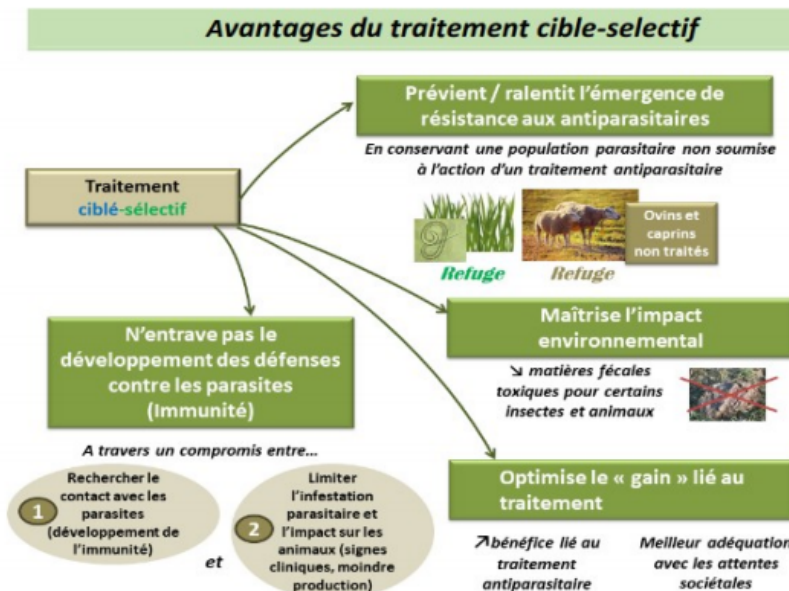 Avantages du traitement cible-selectif
Prévient / ralentit l'émergence de
résistance aux antiparasitaires
En conservant une population parasitaire non soumise
à l'action d'un traitement antiparasitaire
Traitement
ciblé-sélectif
Ovins et
caprins
non traités
Refuge
Refuge
N'entrave pas le
développement des défenses
contre les parasites
(Immunité)
Maîtrise l'impact
environnemental
↘ matières fécales
toxiques pour certains
insectes et animaux
A travers un compromis entre...
1
Rechercher le
contact avec les
parasites
(développement de
l'immunité)
et
2
Limiter
l'infestation
parasitaire et
l'impact sur les
animaux (signes
cliniques, moindre
production)
Optimise le « gain » lié au
traitement
↗bénéfice lié au
traitement
antiparasitaire
Meilleur adéquation
avec les attentes
sociétales